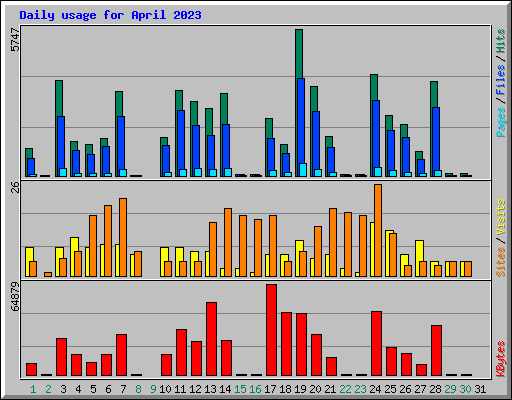 Daily usage for April 2023
5747
Pages / Files / Hits
26
Sites / Visits
64879
KBytes
1 2 3 4 5 6 7 8 9 10 11 12 13 14 15 16 17 18 19 20 21 22 23 24 25 26 27 28 29 30 31